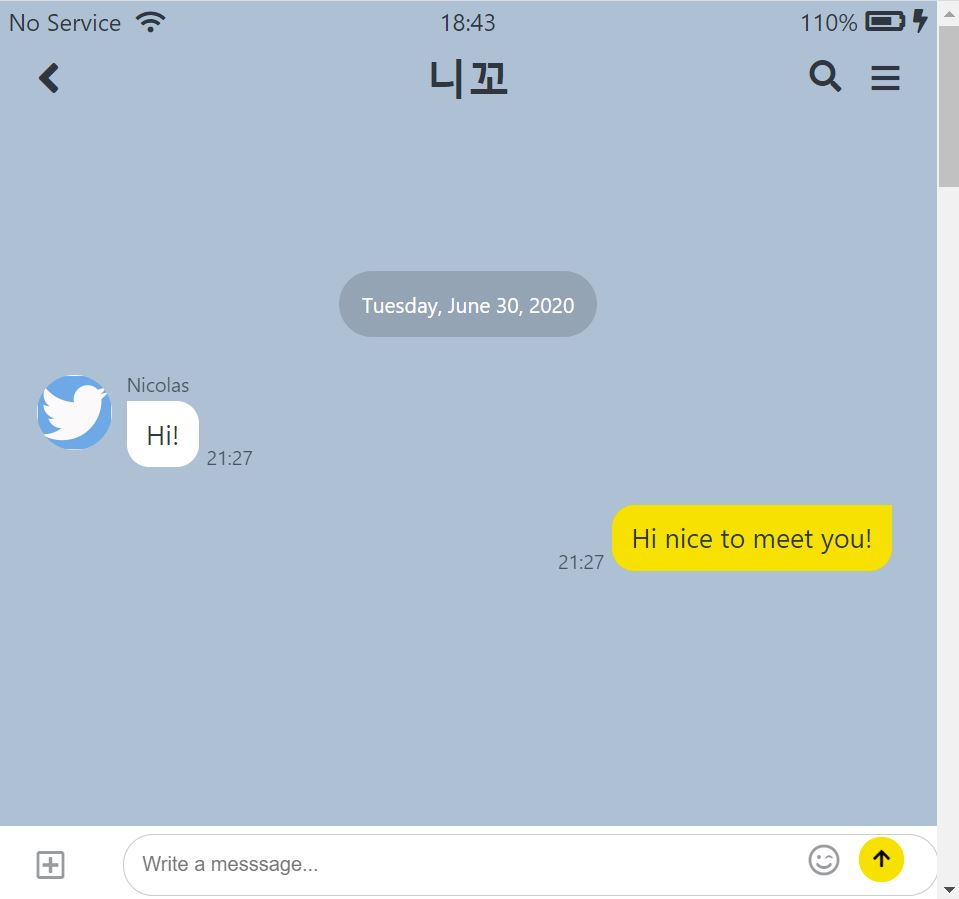 No Service 18:43 110%
니꼬
Tuesday, June 30, 2020
Nicolas
Hi!
21:27
Hi nice to meet you!
21:27
Write a messsage...